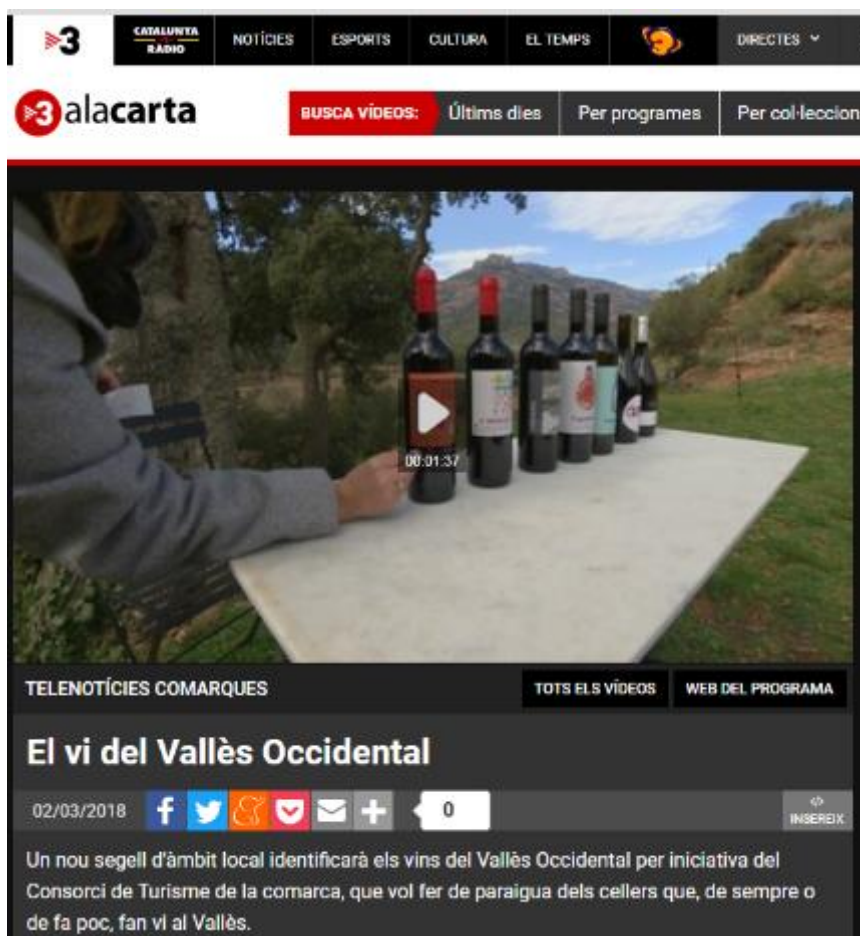 3 CATALUNYA RÀDIO NOTÍCIES ESPORTS CULTURA EL TEMPS DIRECTES
3 alacarta BUSCA VÍDEOS: Últims dies Per programes Per col·leccion
00:01:37
TELENOTÍCIES COMARQUES TOTS ELS VÍDEOS WEB DEL PROGRAMA
El vi del Vallès Occidental
02/03/2018 0 INSEREIX
Un nou segell d'àmbit local identificarà els vins del Vallès Occidental per iniciativa del
Consorci de Turisme de la comarca, que vol fer de paraigua dels cellers que, de sempre o
de fa poc, fan vi al Vallès.